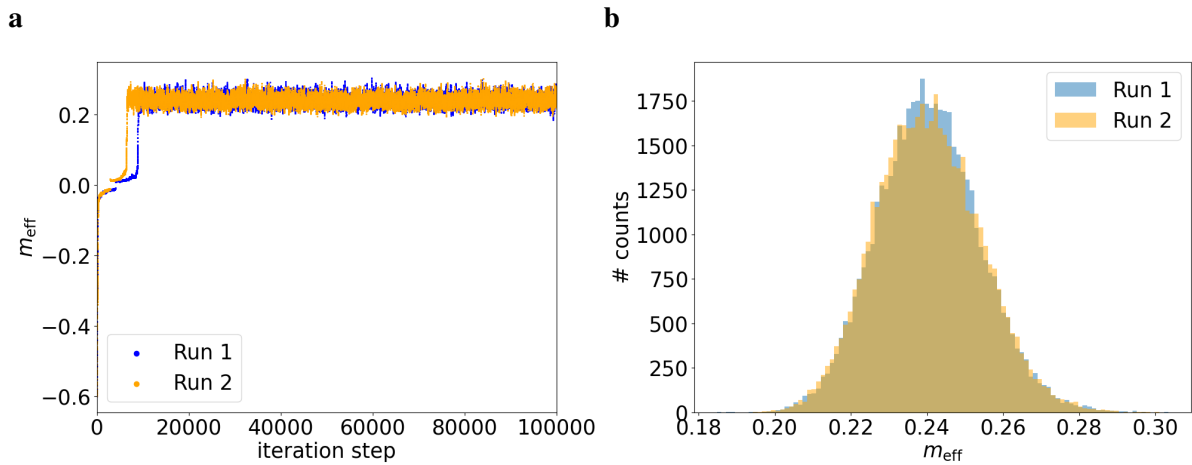 a
0.2
0.0
−0.2
−0.4
−0.6
m_eff
Run 1
Run 2
0 20000 40000 60000 80000 100000
iteration step
b
1750
1500
1250
1000
750
500
250
0
# counts
Run 1
Run 2
0.18 0.20 0.22 0.24 0.26 0.28 0.30
m_eff